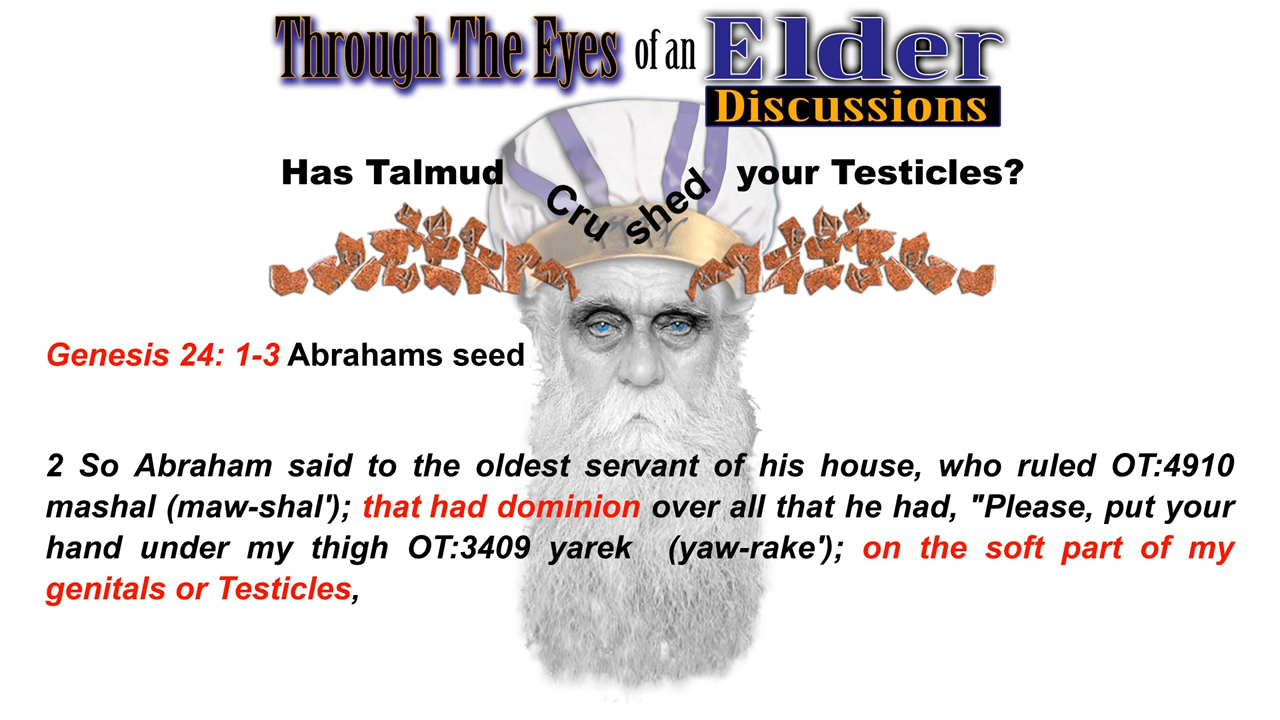 Through The Eyes of an Elder
Discussions
Has Talmud Crushed your Testicles?
Genesis 24: 1-3 Abrahams seed
2 So Abraham said to the oldest servant of his house, who ruled OT:4910
mashal (maw-shal'); that had dominion over all that he had, "Please, put your
hand under my thigh OT:3409 yarek (yaw-rake'); on the soft part of my
genitals or Testicles,